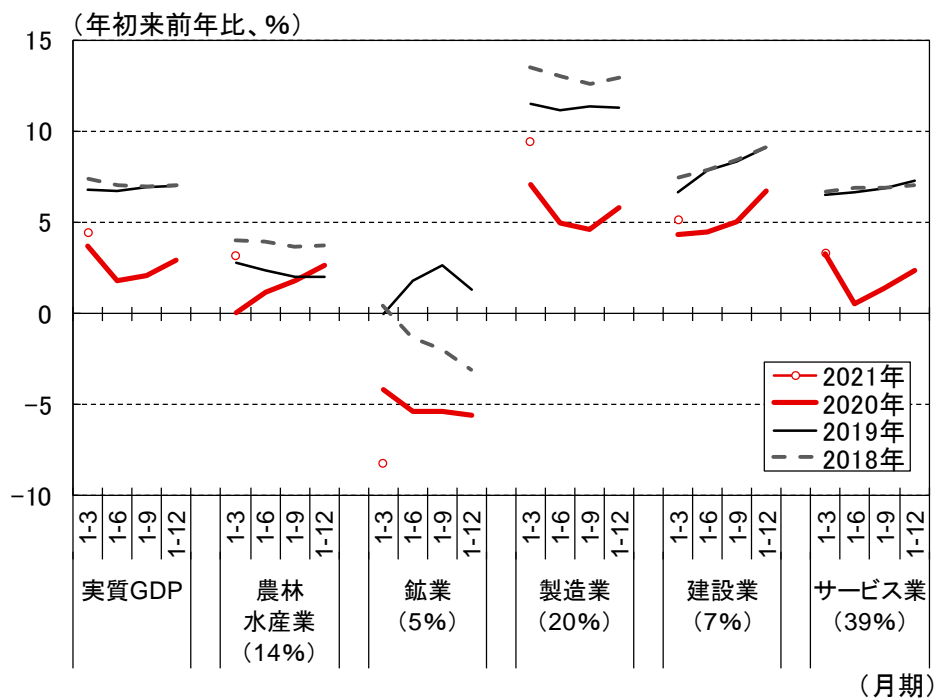 （年初来前年比、%）
15
10
5
0
−5
−10
2021年
2020年
2019年
2018年
1-3 1-6 1-9 1-12 1-3 1-6 1-9 1-12 1-3 1-6 1-9 1-12 1-3 1-6 1-9 1-12 1-3 1-6 1-9 1-12 1-3 1-6 1-9 1-12
実質GDP
農林
水産業
（14%）
鉱業
（5%）
製造業
（20%）
建設業
（7%）
サービス業
（39%）
（月期）